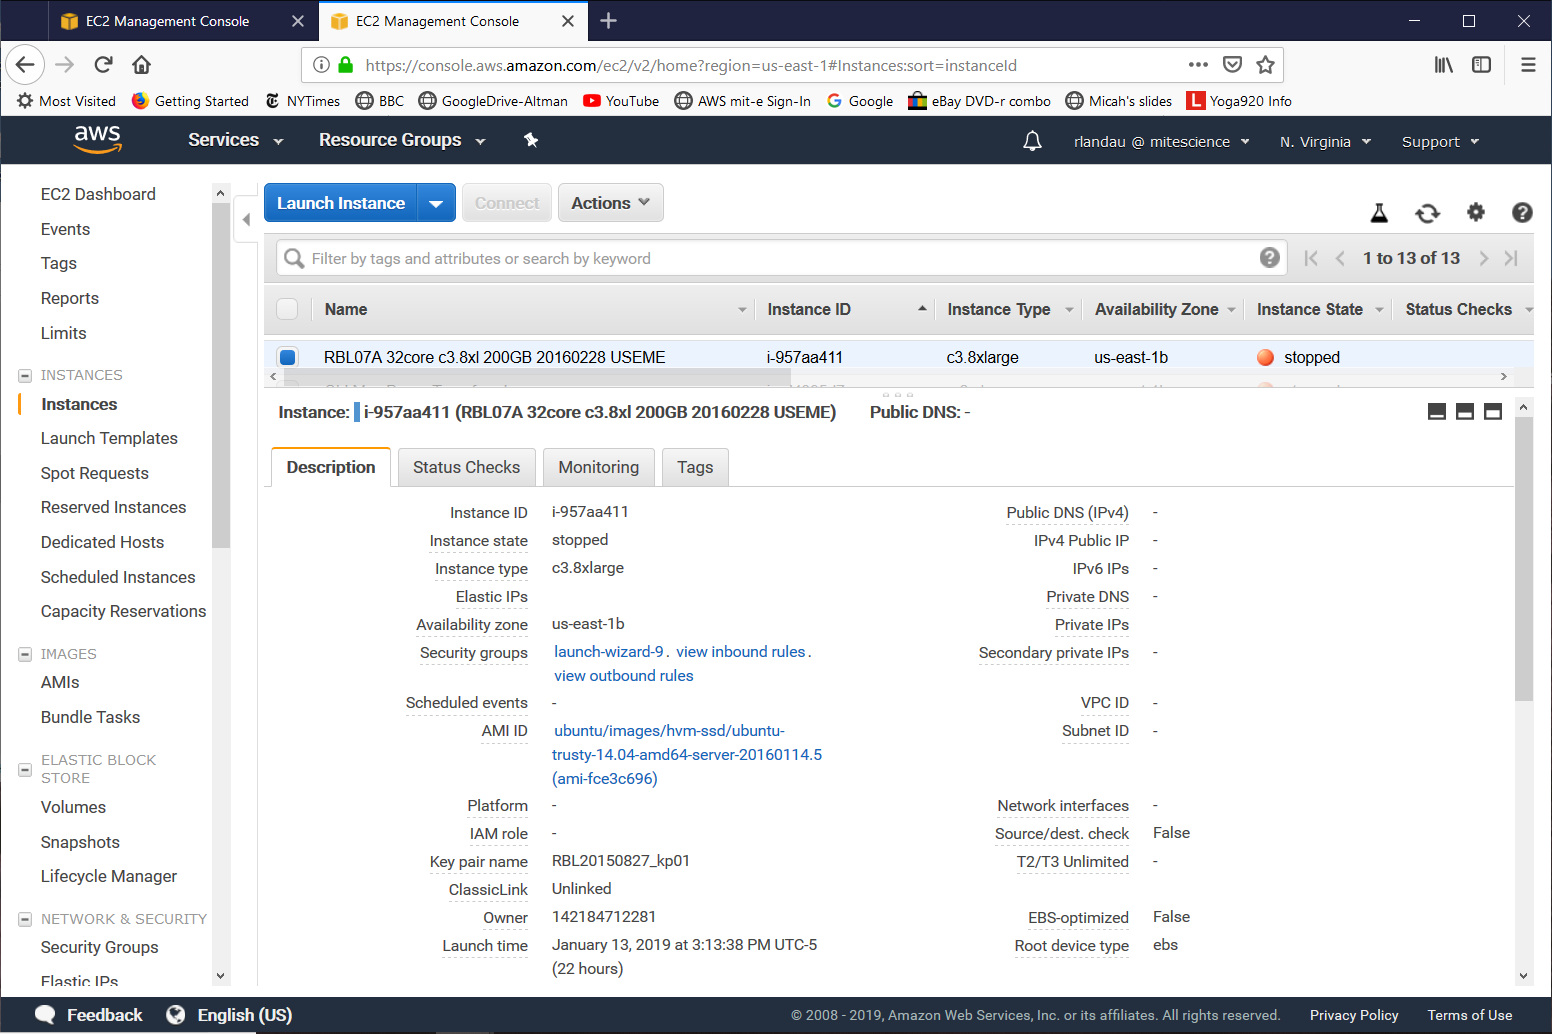 EC2 Management Console
EC2 Management Console
https://console.aws.amazon.com/ec2/v2/home?region=us-east-1#Instances:sort=instanceId
Most Visited Getting Started NYTimes BBC GoogleDrive-Altman YouTube AWS mit-e Sign-In Google eBay DVD-r combo Micah's slides Yoga920 Info
aws Services Resource Groups rlandau @ mitescience N. Virginia Support
EC2 Dashboard
Events
Tags
Reports
Limits
INSTANCES
Instances
Launch Templates
Spot Requests
Reserved Instances
Dedicated Hosts
Scheduled Instances
Capacity Reservations
IMAGES
AMIs
Bundle Tasks
ELASTIC BLOCK
STORE
Volumes
Snapshots
Lifecycle Manager
NETWORK & SECURITY
Security Groups
Elastic IPs
Launch Instance Connect Actions
Filter by tags and attributes or search by keyword
1 to 13 of 13
Name Instance ID Instance Type Availability Zone Instance State Status Checks
RBL07A 32core c3.8xl 200GB 20160228 USEME i-957aa411 c3.8xlarge us-east-1b stopped
Instance: i-957aa411 (RBL07A 32core c3.8xl 200GB 20160228 USEME) Public DNS: -
Description Status Checks Monitoring Tags
Instance ID i-957aa411
Instance state stopped
Instance type c3.8xlarge
Elastic IPs
Availability zone us-east-1b
Security groups launch-wizard-9. view inbound rules.
view outbound rules
Scheduled events -
AMI ID ubuntu/images/hvm-ssd/ubuntu-
trusty-14.04-amd64-server-20160114.5
(ami-fce3c696)
Platform -
IAM role -
Key pair name RBL20150827_kp01
ClassicLink Unlinked
Owner 142184712281
Launch time January 13, 2019 at 3:13:38 PM UTC-5
(22 hours)
Public DNS (IPv4) -
IPv4 Public IP -
IPv6 IPs -
Private DNS -
Private IPs
Secondary private IPs -
VPC ID -
Subnet ID -
Network interfaces -
Source/dest. check False
T2/T3 Unlimited -
EBS-optimized False
Root device type ebs
Feedback English (US) © 2008 - 2019, Amazon Web Services, Inc. or its affiliates. All rights reserved. Privacy Policy Terms of Use